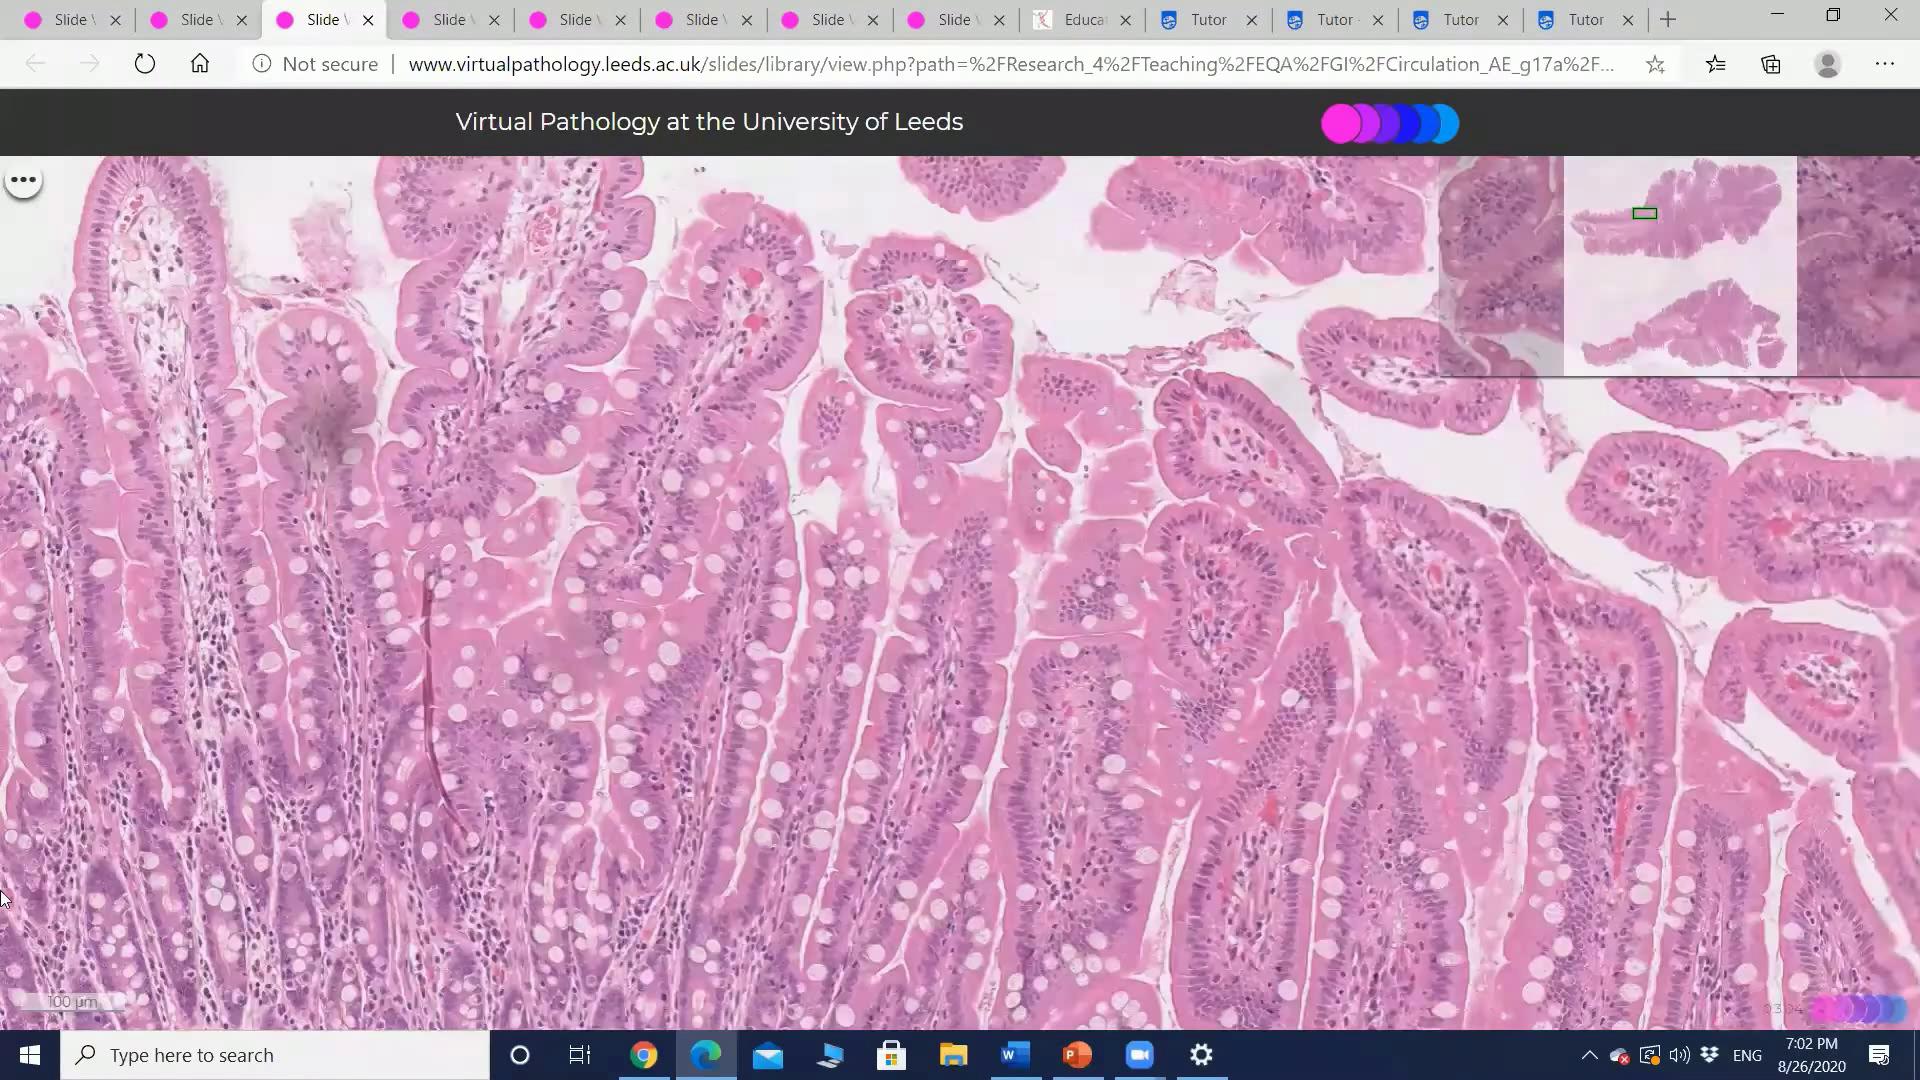 Slide \ Slide \ Slide \ Slide \ Slide \ Slide \ Slide \ Slide \ Educat Tutor Tutor - Tutor Tutor
Not secure | www.virtualpathology.leeds.ac.uk/slides/library/view.php?path=%2FResearch_4%2FTeaching%2FEQA%2FGI%2FCirculation_AE_g17a%2F...
Virtual Pathology at the University of Leeds
100 µm
Type here to search
ENG
7:02 PM
8/26/2020